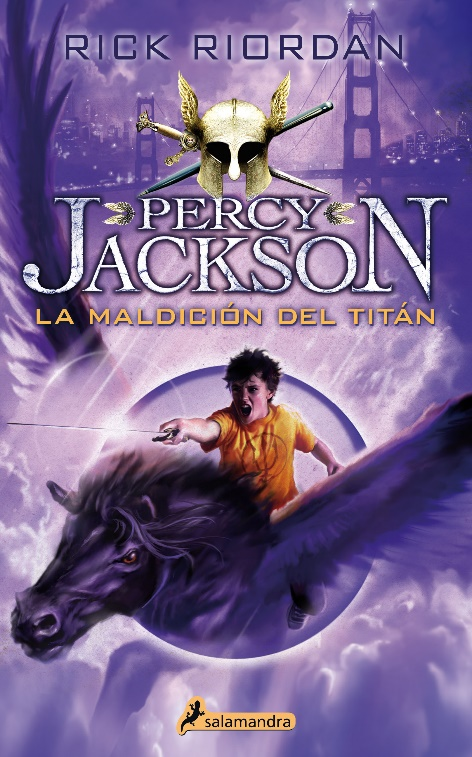 RICK RIORDAN
PERCY
JACKSON
LA MALDICIÓN DEL TITÁN
salamandra